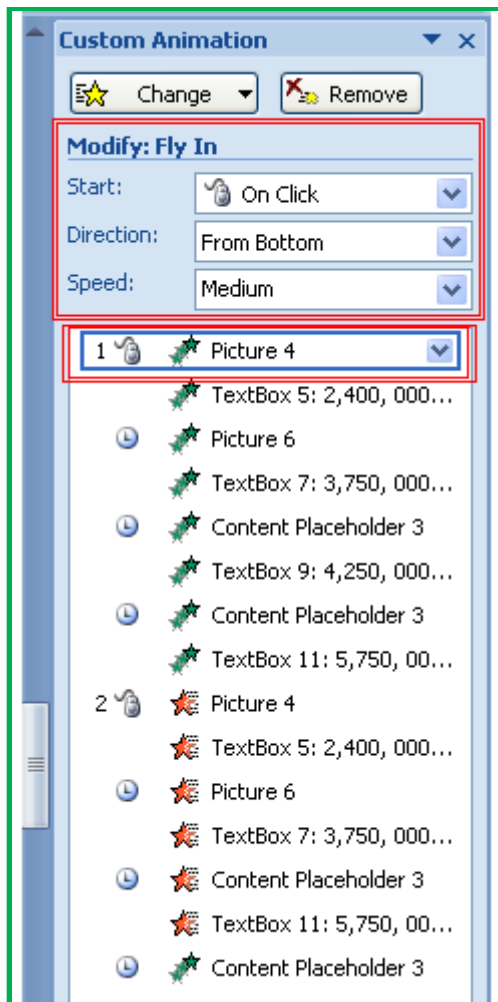 Custom Animation
Change Remove
Modify: Fly In
Start: On Click
Direction: From Bottom
Speed: Medium
1 Picture 4
TextBox 5: 2,400, 000...
Picture 6
TextBox 7: 3,750, 000...
Content Placeholder 3
TextBox 9: 4,250, 000...
Content Placeholder 3
TextBox 11: 5,750, 00...
2 Picture 4
TextBox 5: 2,400, 000...
Picture 6
TextBox 7: 3,750, 000...
Content Placeholder 3
TextBox 11: 5,750, 00...
Content Placeholder 3